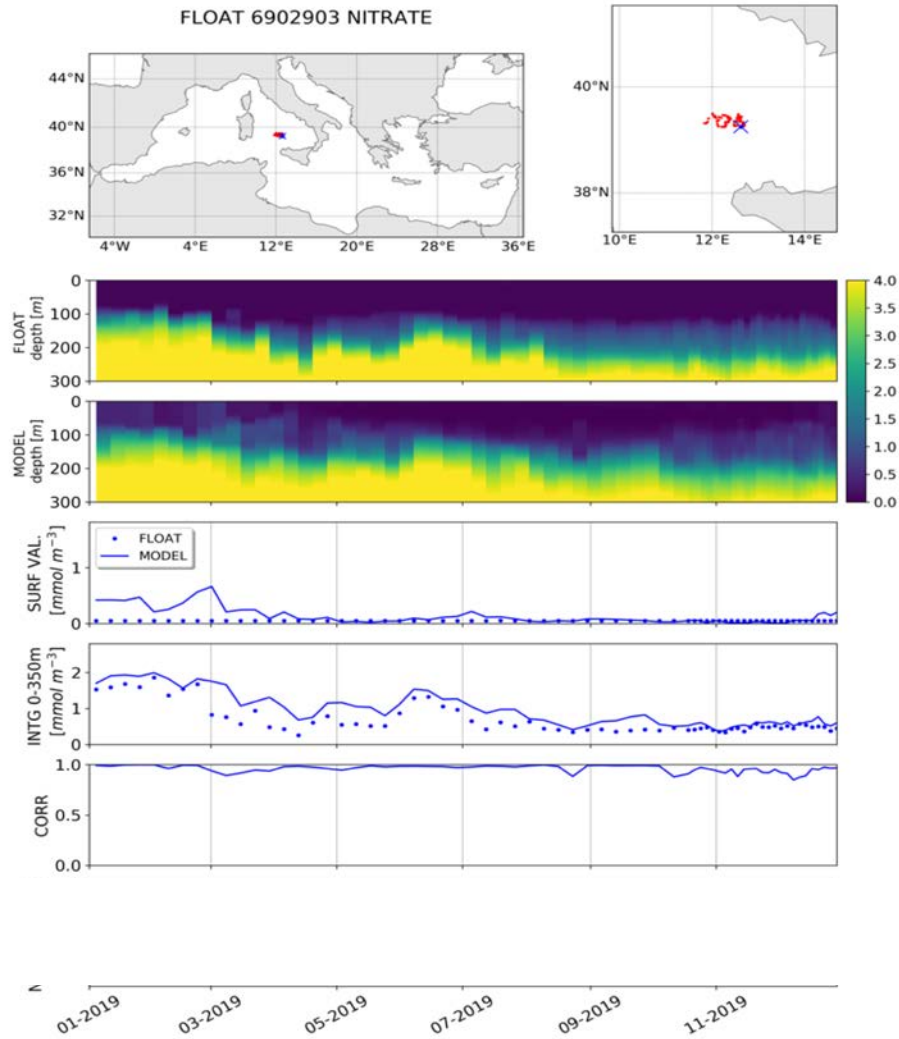 FLOAT 6902903 NITRATE
44°N
40°N
36°N
32°N
4°W 4°E 12°E 20°E 28°E 36°E
40°N
38°N
10°E 12°E 14°E
FLOAT
depth [m]
0
100
200
300
4.0
3.5
3.0
2.5
2.0
1.5
1.0
0.5
0.0
MODEL
depth [m]
0
100
200
300
SURF VAL.
[mmol m⁻³]
1
0
FLOAT
MODEL
INTG 0-350m
[mmol m⁻³]
2
1
0
CORR
1.0
0.5
0.0
01-2019 03-2019 05-2019 07-2019 09-2019 11-2019